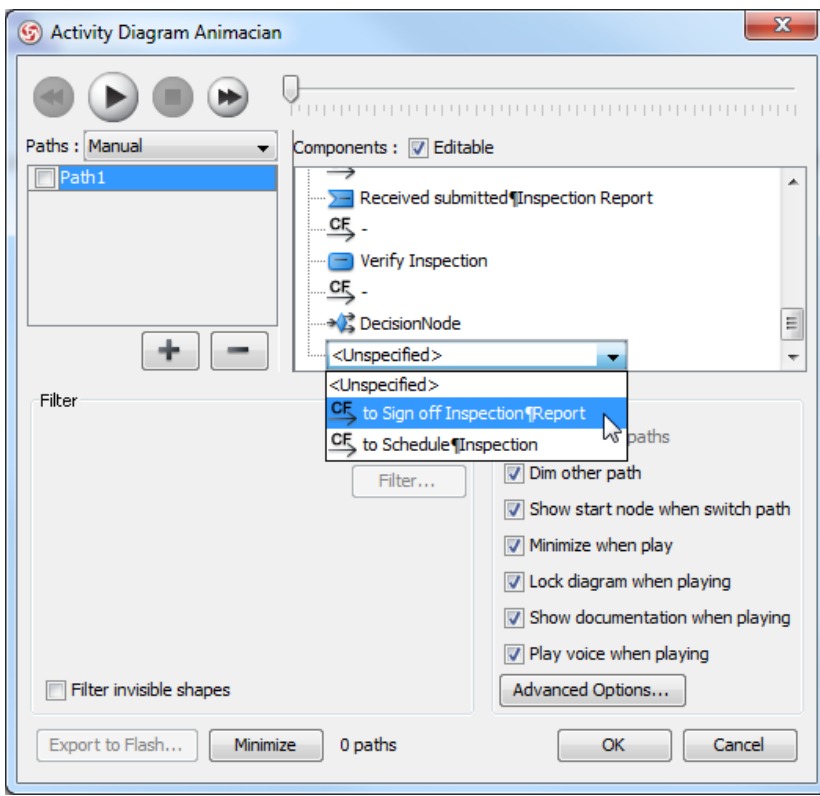 Activity Diagram Animacian
Paths : Manual
Components : Editable
Path1
Received submitted¶Inspection Report
CF -
Verify Inspection
CF -
DecisionNode
<Unspecified>
<Unspecified>
CF to Sign off Inspection¶Report
CF to Schedule¶Inspection
Filter
paths
Filter...
Dim other path
Show start node when switch path
Minimize when play
Lock diagram when playing
Show documentation when playing
Play voice when playing
Filter invisible shapes
Advanced Options...
Export to Flash...
Minimize
0 paths
OK
Cancel